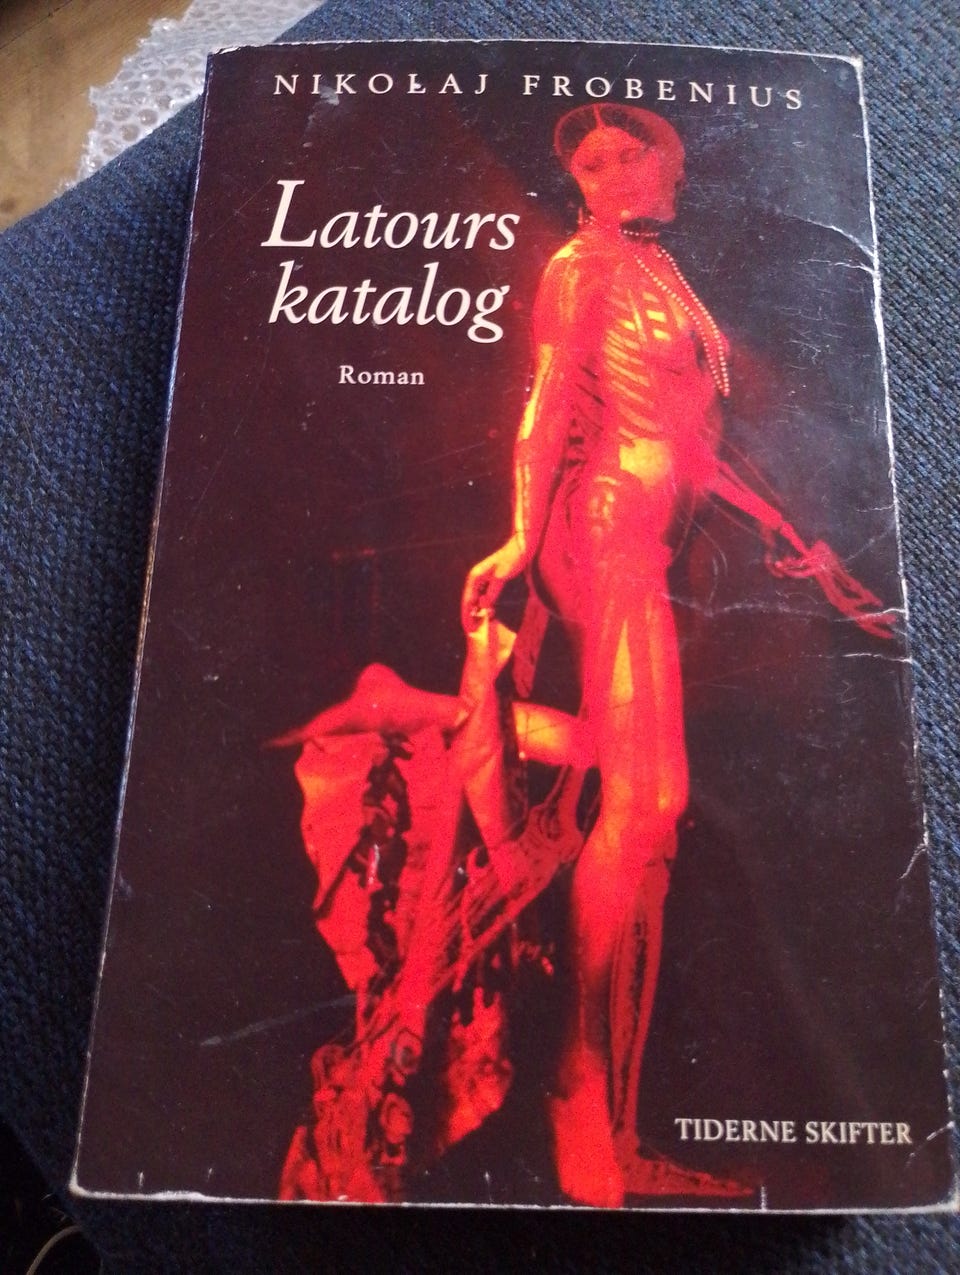 NIKOŁAJ FROBENIUS
Latours
katalog
Roman
TIDERNE SKIFTER